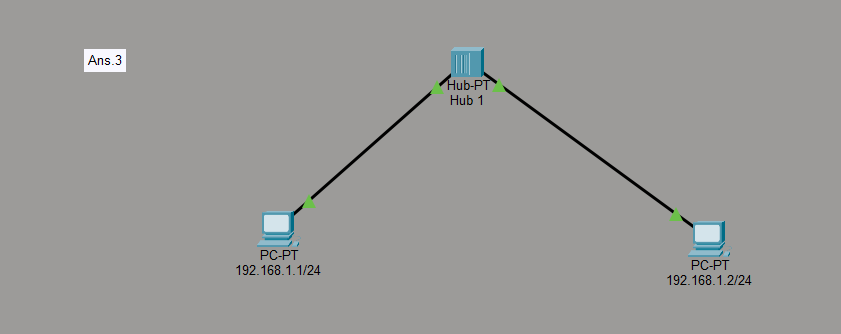 Ans.3
Hub-PT
Hub 1
PC-PT
192.168.1.1/24
PC-PT
192.168.1.2/24